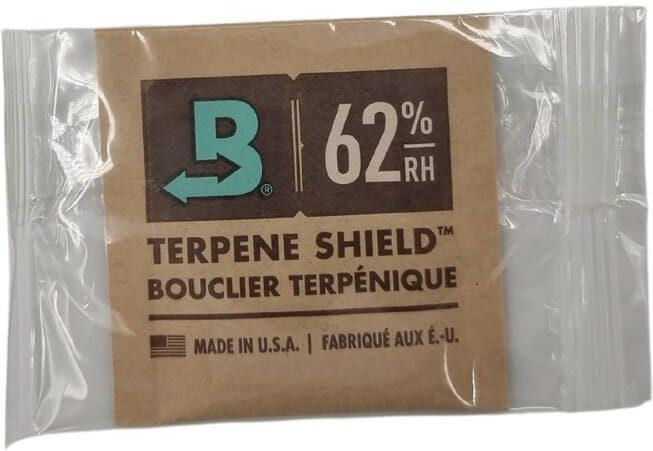 B® 62% RH
TERPENE SHIELD™
BOUCLIER TERPÉNIQUE
MADE IN U.S.A. | FABRIQUÉ AUX É.-U.